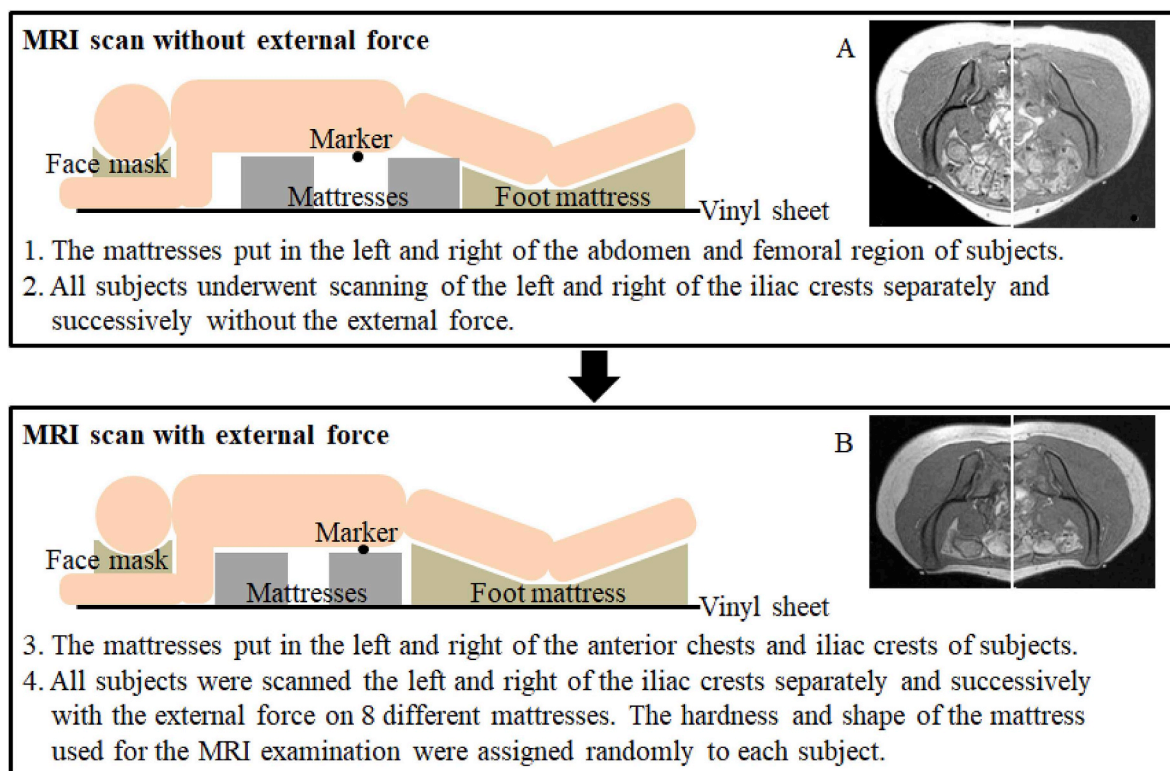 MRI scan without external force
A
Marker
Face mask
Mattresses
Foot mattress
Vinyl sheet
1. The mattresses put in the left and right of the abdomen and femoral region of subjects.
2. All subjects underwent scanning of the left and right of the iliac crests separately and
successively without the external force.
MRI scan with external force
B
Marker
Face mask
Mattresses
Foot mattress
Vinyl sheet
3. The mattresses put in the left and right of the anterior chests and iliac crests of subjects.
4. All subjects were scanned the left and right of the iliac crests separately and successively
with the external force on 8 different mattresses. The hardness and shape of the mattress
used for the MRI examination were assigned randomly to each subject.